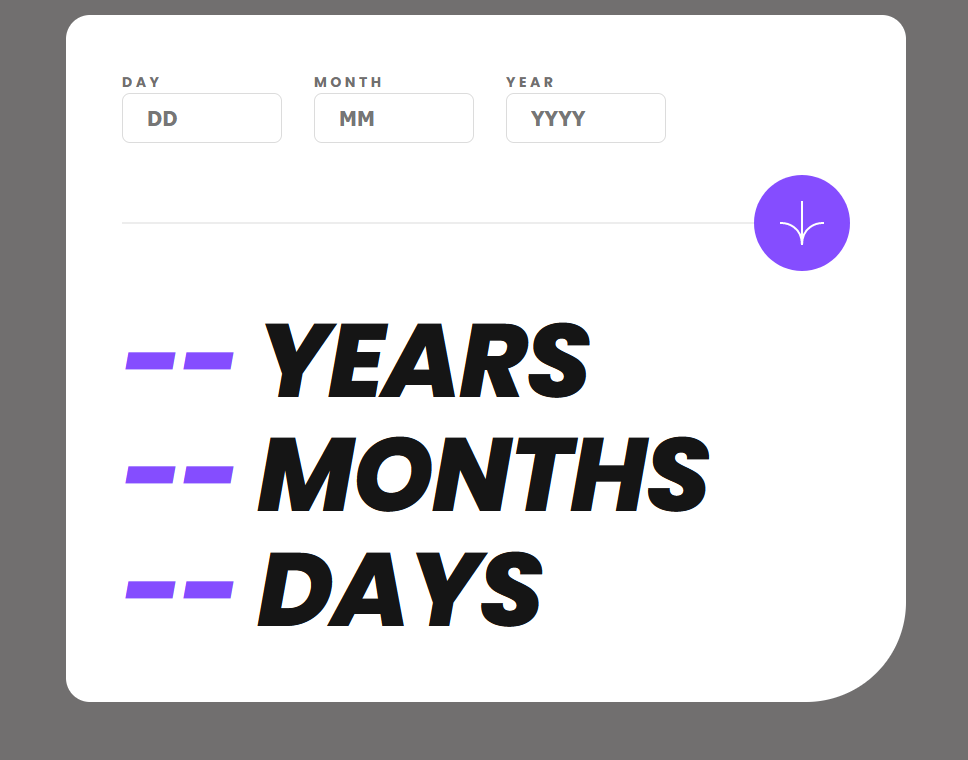 DAY MONTH YEAR
DD MM YYYY
-- YEARS
-- MONTHS
-- DAYS